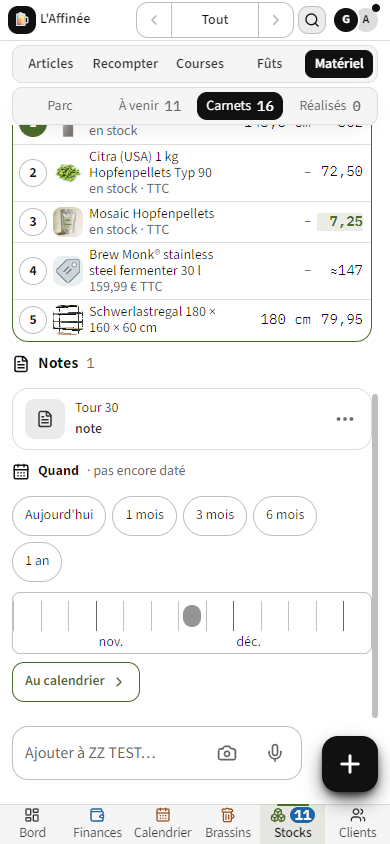 L'Affinée
Tout
G
A
Articles Recompter Courses Fûts Matériel
Parc À venir 11 Carnets 16 Réalisés 0
en stock
2 Citra (USA) 1 kg – 72,50
Hopfenpellets Typ 90
en stock · TTC
3 Mosaic Hopfenpellets 7,25
en stock · TTC
4 Brew Monk® stainless – ≈147
steel fermenter 30 l
159,99 € TTC
5 Schwerlastregal 180 × 180 cm 79,95
160 × 60 cm
Notes 1
Tour 30
note
Quand · pas encore daté
Aujourd'hui 1 mois 3 mois 6 mois
1 an
nov. déc.
Au calendrier
Ajouter à ZZ TEST…
11
Bord Finances Calendrier Brassins Stocks Clients